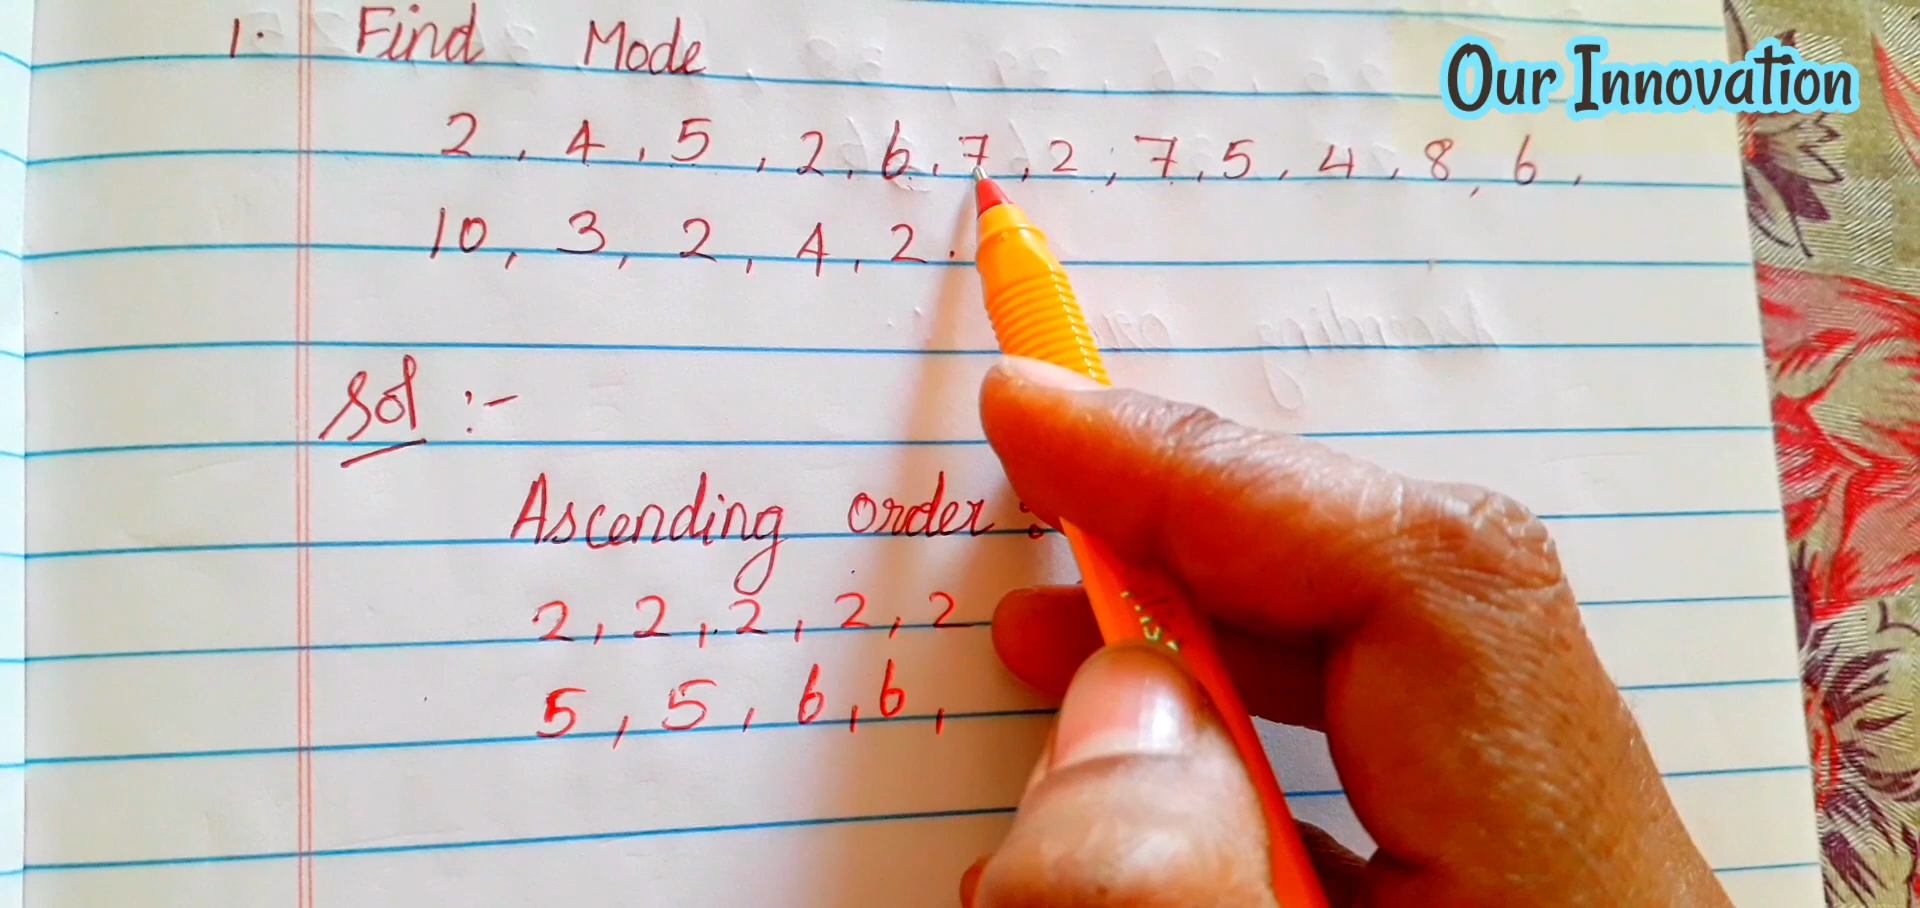 Our Innovation
1. Find Mode
2, 4, 5, 2, 6, 7, 2, 7, 5, 4, 8, 6,
10, 3, 2, 4, 2.
Sol :-
Ascending order :
2, 2, 2, 2, 2
5, 5, 6, 6,